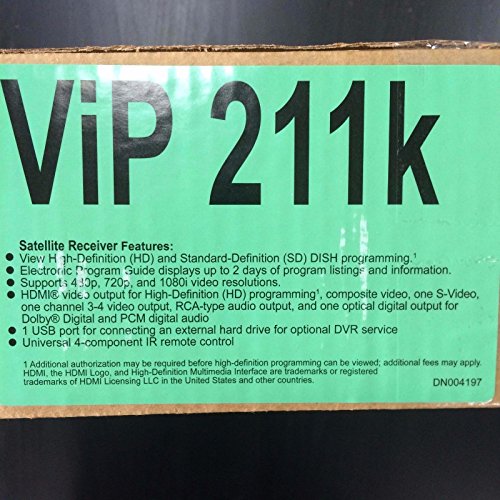 ViP 211k
Satellite Receiver Features:
● View High-Definition (HD) and Standard-Definition (SD) DISH programming.¹
● Electronic Program Guide displays up to 2 days of program listings and information.
● Supports 480p, 720p, and 1080i video resolutions.
● HDMI® video output for High-Definition (HD) programming¹, composite video, one S-Video,
one channel 3-4 video output, RCA-type audio output, and one optical digital output for
Dolby® Digital and PCM digital audio
● 1 USB port for connecting an external hard drive for optional DVR service
● Universal 4-component IR remote control
1 Additional authorization may be required before high-definition programming can be viewed; additional fees may apply.
HDMI, the HDMI Logo, and High-Definition Multimedia Interface are trademarks or registered
trademarks of HDMI Licensing LLC in the United States and other countries.
DN004197